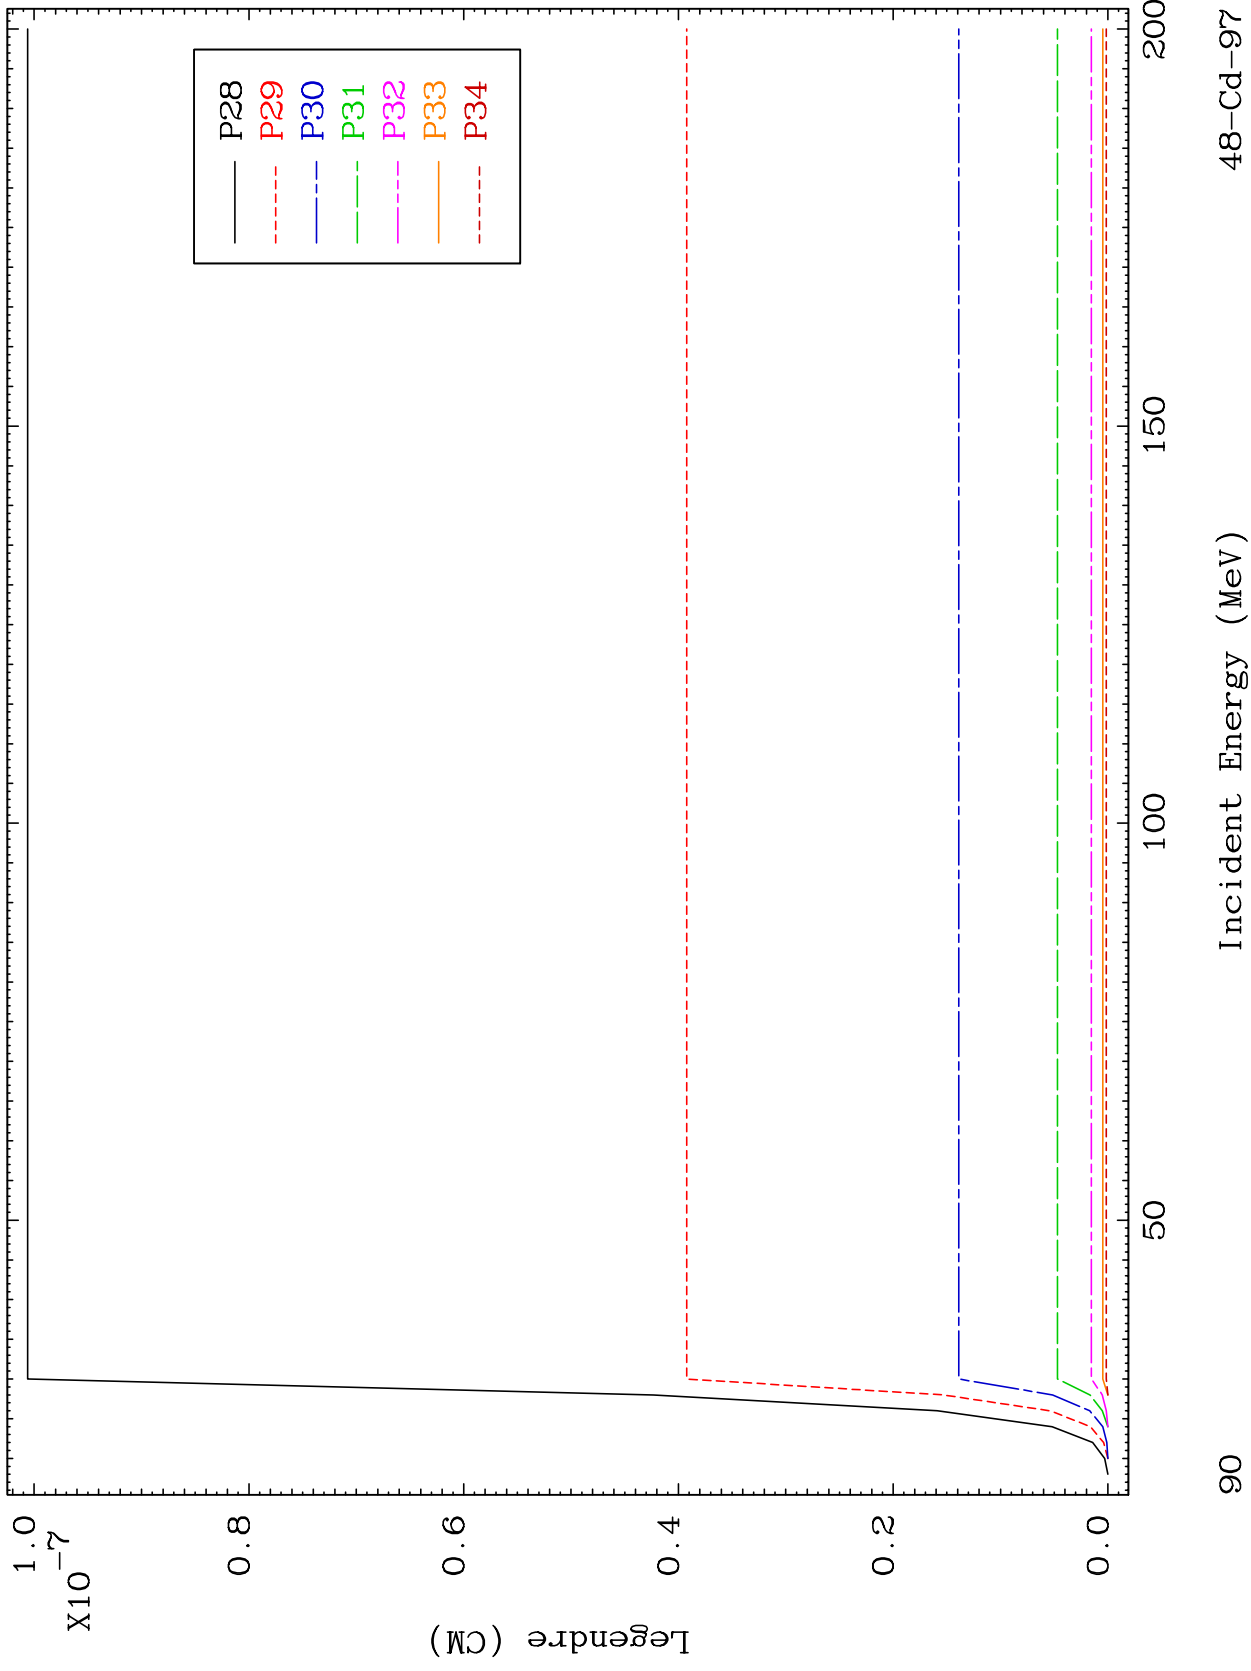 1.0
X10⁻⁷
0.8
0.6
0.4
0.2
0.0
Legendre (CM)
P28
P29
P30
P31
P32
P33
P34
50
100
150
200
Incident Energy (MeV)
90
48-Cd-97